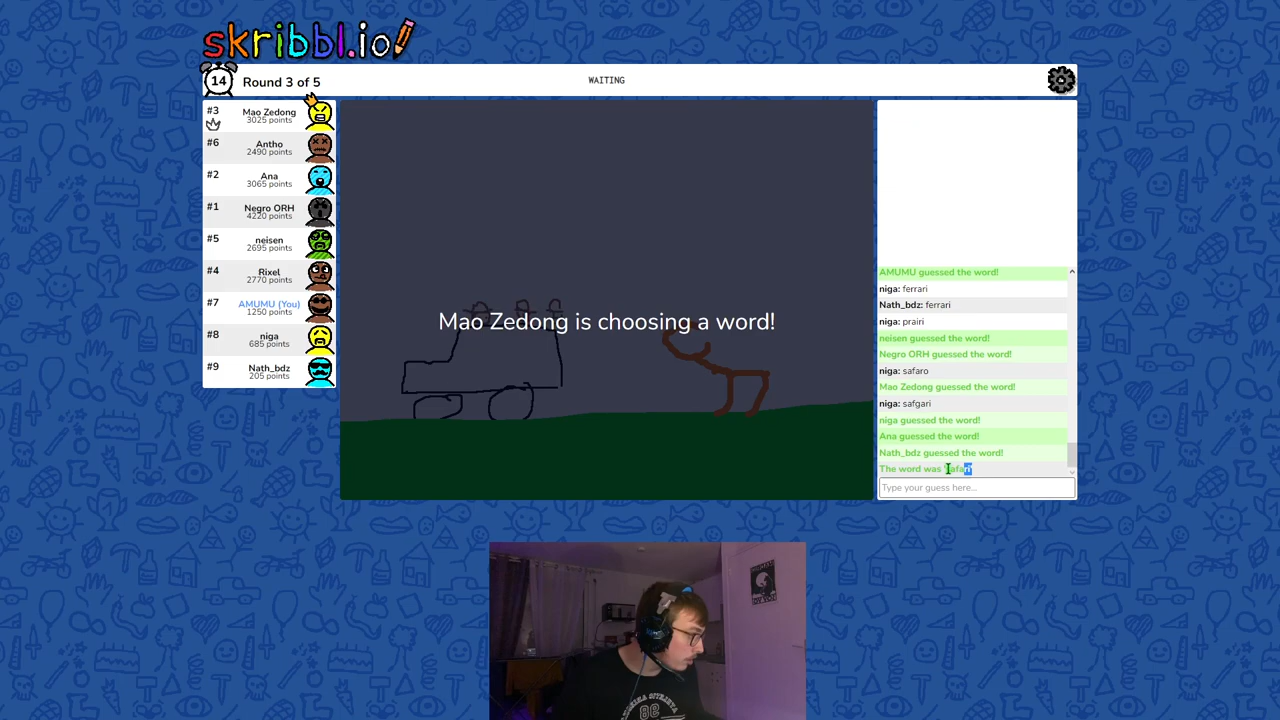 skribbl.io
14
Round 3 of 5
WAITING
#3
Mao Zedong
3025 points
#6
Antho
2490 points
#2
Ana
3065 points
#1
Negro ORH
4220 points
#5
neisen
2695 points
#4
Rixel
2770 points
#7
AMUMU (You)
1250 points
#8
niga
685 points
#9
Nath_bdz
205 points
Mao Zedong is choosing a word!
AMUMU guessed the word!
niga: ferrari
Nath_bdz: ferrari
niga: prairi
neisen guessed the word!
Negro ORH guessed the word!
niga: safaro
Mao Zedong guessed the word!
niga: safgari
niga guessed the word!
Ana guessed the word!
Nath_bdz guessed the word!
The word was 'safari'
Type your guess here...